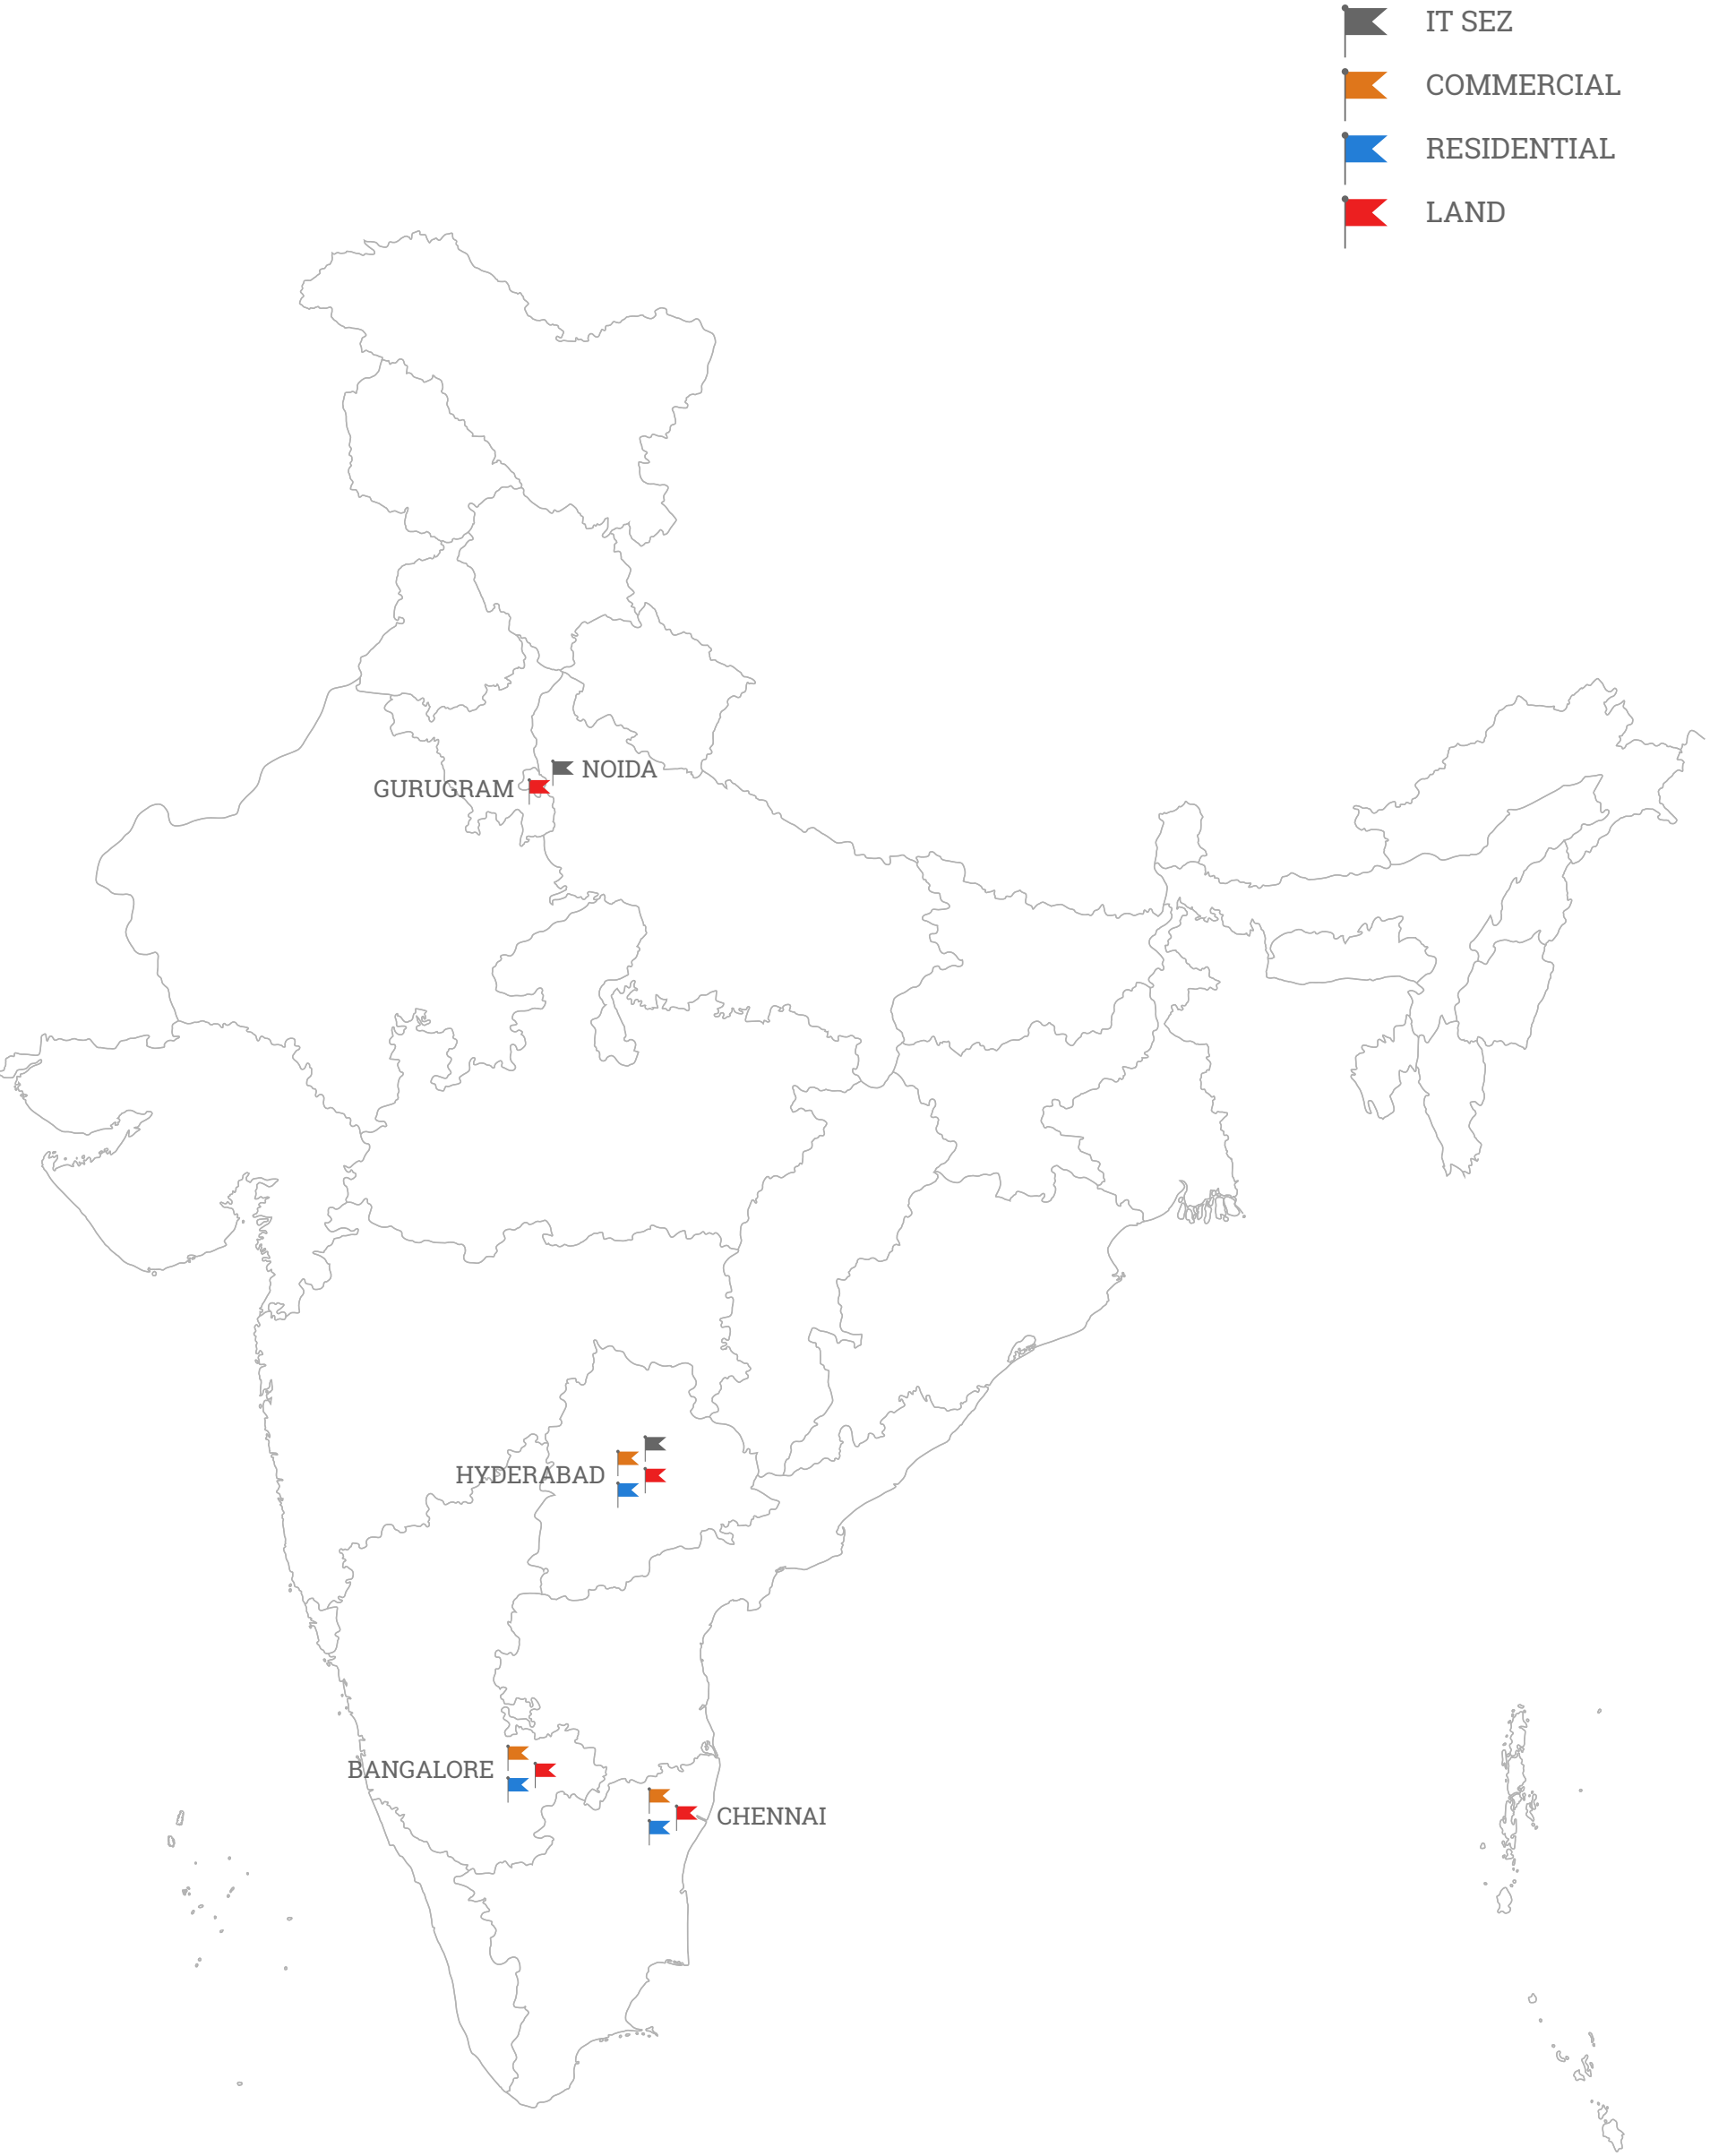 IT SEZ
COMMERCIAL
RESIDENTIAL
LAND
NOIDA
GURUGRAM
HYDERABAD
BANGALORE
CHENNAI